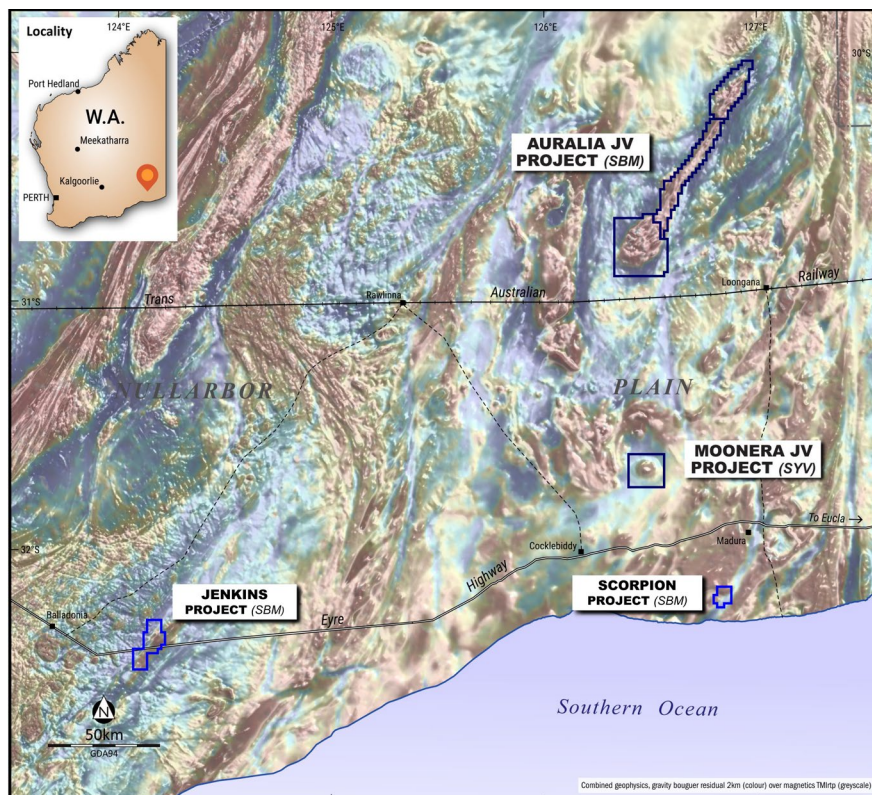 Locality
124°E
125°E
126°E
127°E
30°S
Port Hedland
W.A.
Meekatharra
Kalgoorlie
PERTH
AURALIA JV
PROJECT (SBM)
Loongana
Railway
31°S
Trans
Rawlinna
Australian
NULLARBOR
PLAIN
MOONERA JV
PROJECT (SYV)
To Eucla
32°S
Cocklebiddy
Madura
Highway
JENKINS
PROJECT (SBM)
SCORPION
PROJECT (SBM)
Balladonia
Eyre
N
50km
GDA94
Southern Ocean
Combined geophysics, gravity bouguer residual 2km (colour) over magnetics TMIrtp (greyscale)